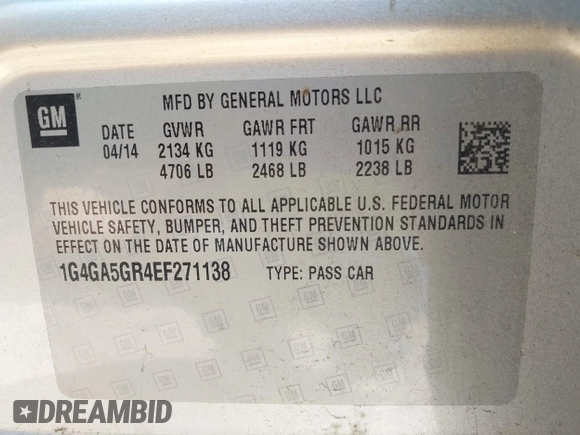 GM ®
MFD BY GENERAL MOTORS LLC
DATE GVWR GAWR FRT GAWR RR
04/14 2134 KG 1119 KG 1015 KG
4706 LB 2468 LB 2238 LB
THIS VEHICLE CONFORMS TO ALL APPLICABLE U.S. FEDERAL MOTOR
VEHICLE SAFETY, BUMPER, AND THEFT PREVENTION STANDARDS IN
EFFECT ON THE DATE OF MANUFACTURE SHOWN ABOVE.
1G4GA5GR4EF271138 TYPE: PASS CAR
DREAMBID